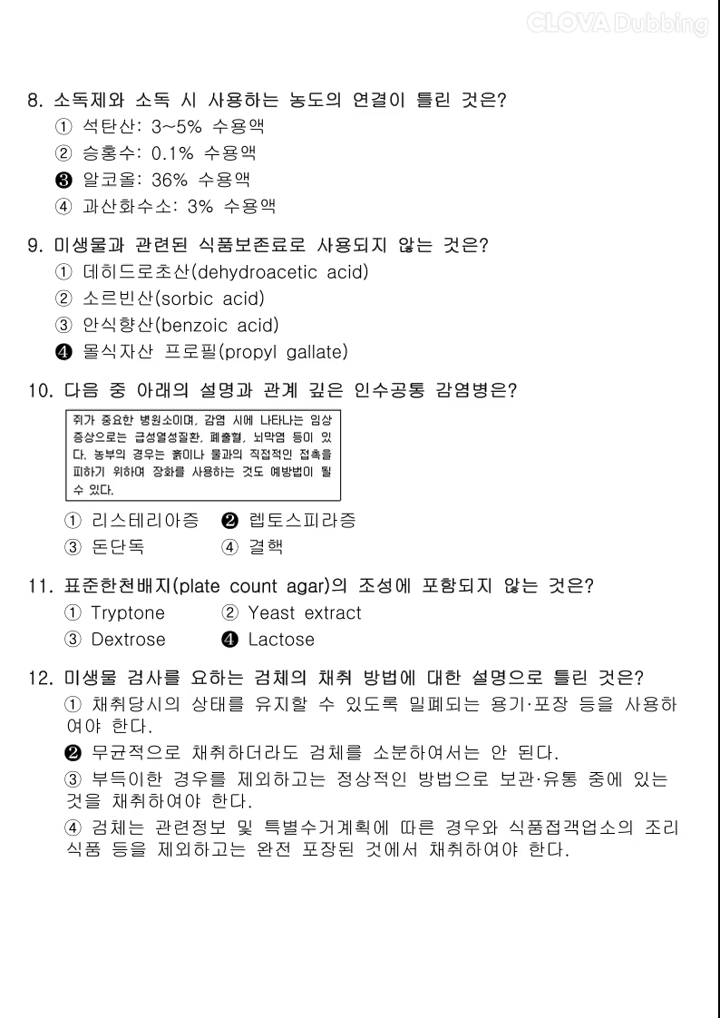 CLOVA Dubbing
8. 소독제와 소독 시 사용하는 농도의 연결이 틀린 것은?
① 석탄산: 3~5% 수용액
② 승홍수: 0.1% 수용액
❸ 알코올: 36% 수용액
④ 과산화수소: 3% 수용액
9. 미생물과 관련된 식품보존료로 사용되지 않는 것은?
① 데히드로초산(dehydroacetic acid)
② 소르빈산(sorbic acid)
③ 안식향산(benzoic acid)
❹ 몰식자산 프로필(propyl gallate)
10. 다음 중 아래의 설명과 관계 깊은 인수공통 감염병은?
쥐가 중요한 병원소이며, 감염 시에 나타나는 임상
증상으로는 급성열성질환, 폐출혈, 뇌막염 등이 있
다. 농부의 경우는 흙이나 물과의 직접적인 접촉을
피하기 위하여 장화를 사용하는 것도 예방법이 될
수 있다.
① 리스테리아증 ❷ 렙토스피라증
③ 돈단독 ④ 결핵
11. 표준한천배지(plate count agar)의 조성에 포함되지 않는 것은?
① Tryptone ② Yeast extract
③ Dextrose ❹ Lactose
12. 미생물 검사를 요하는 검체의 채취 방법에 대한 설명으로 틀린 것은?
① 채취당시의 상태를 유지할 수 있도록 밀폐되는 용기·포장 등을 사용하
여야 한다.
❷ 무균적으로 채취하더라도 검체를 소분하여서는 안 된다.
③ 부득이한 경우를 제외하고는 정상적인 방법으로 보관·유통 중에 있는
것을 채취하여야 한다.
④ 검체는 관련정보 및 특별수거계획에 따른 경우와 식품접객업소의 조리
식품 등을 제외하고는 완전 포장된 것에서 채취하여야 한다.